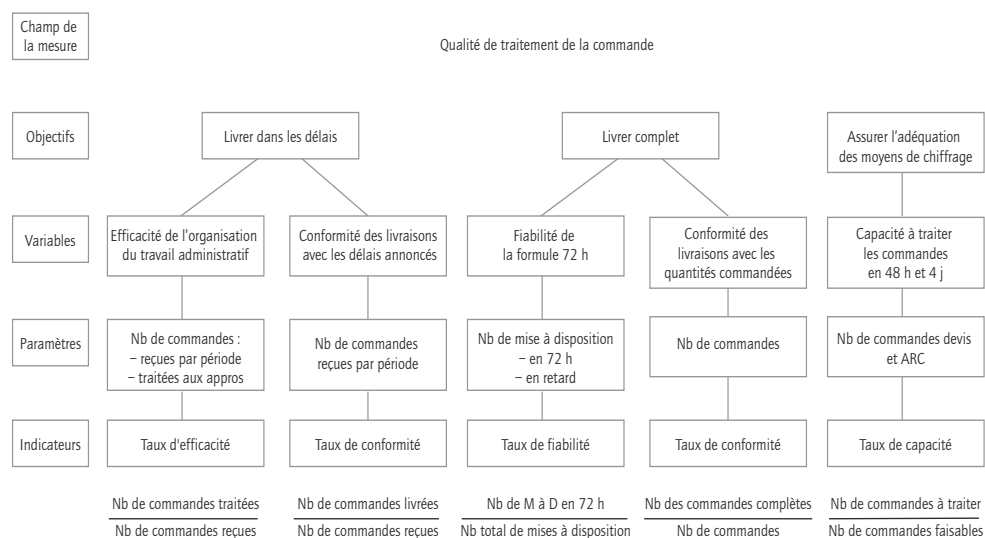 Champ de
la mesure
Qualité de traitement de la commande
Objectifs
Livrer dans les délais
Livrer complet
Assurer l'adéquation
des moyens de chiffrage
Variables
Efficacité de l'organisation
du travail administratif
Conformité des livraisons
avec les délais annoncés
Fiabilité de
la formule 72 h
Conformité des
livraisons avec les
quantités commandées
Capacité à traiter
les commandes
en 48 h et 4 j
Paramètres
Nb de commandes :
– reçues par période
– traitées aux appros
Nb de commandes
reçues par période
Nb de mise à disposition
– en 72 h
– en retard
Nb de commandes
Nb de commandes devis
et ARC
Indicateurs
Taux d'efficacité
Taux de conformité
Taux de fiabilité
Taux de conformité
Taux de capacité
Nb de commandes traitées
Nb de commandes reçues
Nb de commandes livrées
Nb de commandes reçues
Nb de M à D en 72 h
Nb total de mises à disposition
Nb des commandes complètes
Nb de commandes
Nb de commandes à traiter
Nb de commandes faisables